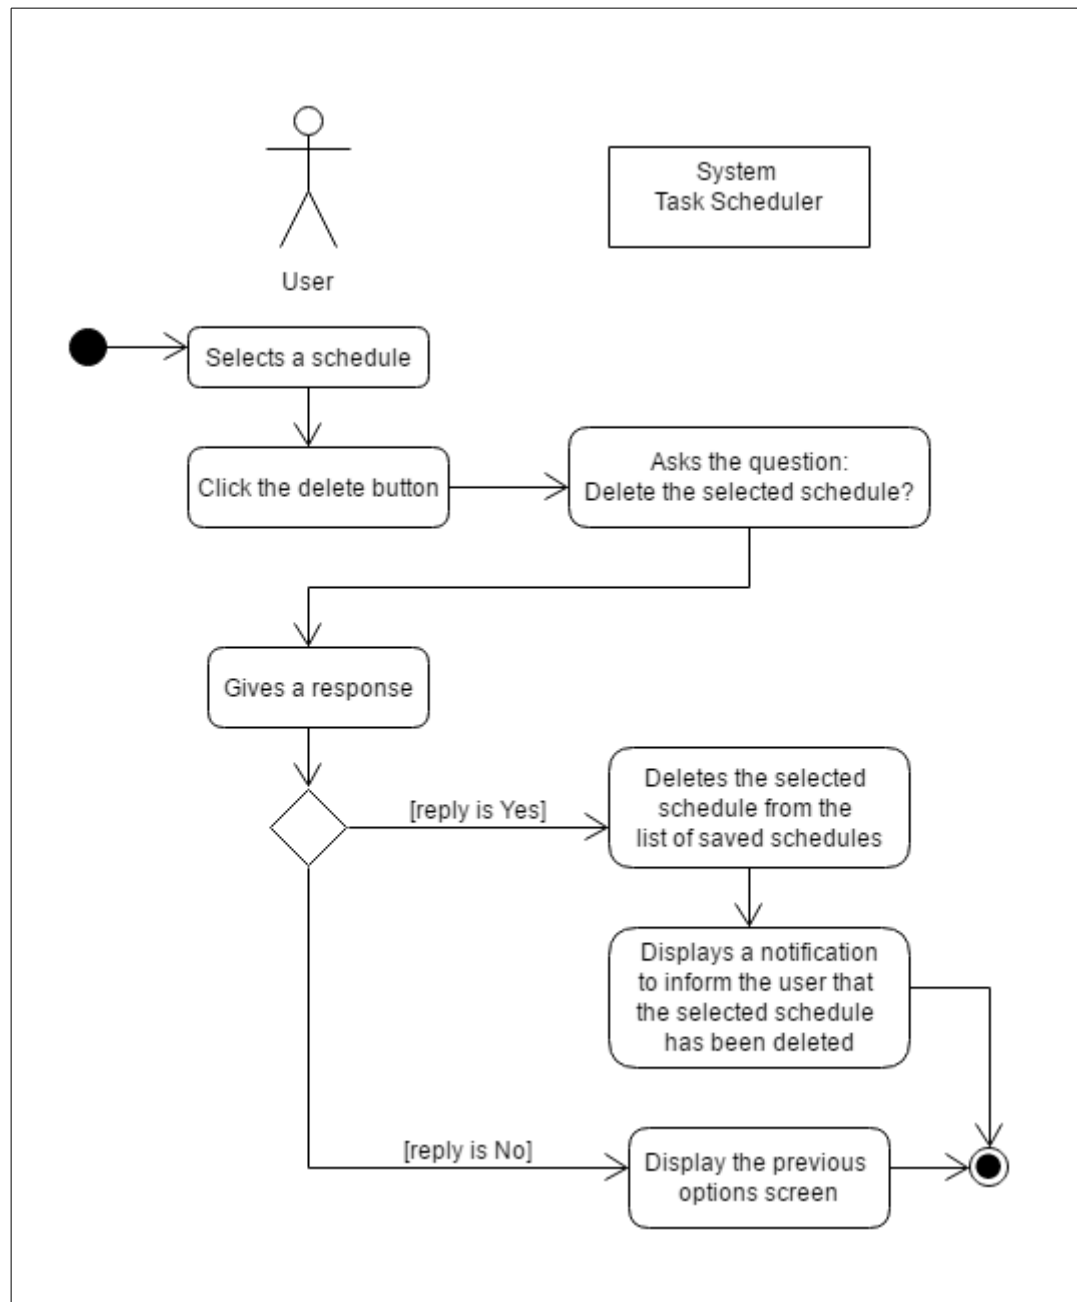 System
Task Scheduler
User
Selects a schedule
Click the delete button
Asks the question:
Delete the selected schedule?
Gives a response
[reply is Yes]
Deletes the selected
schedule from the
list of saved schedules
Displays a notification
to inform the user that
the selected schedule
has been deleted
[reply is No]
Display the previous
options screen